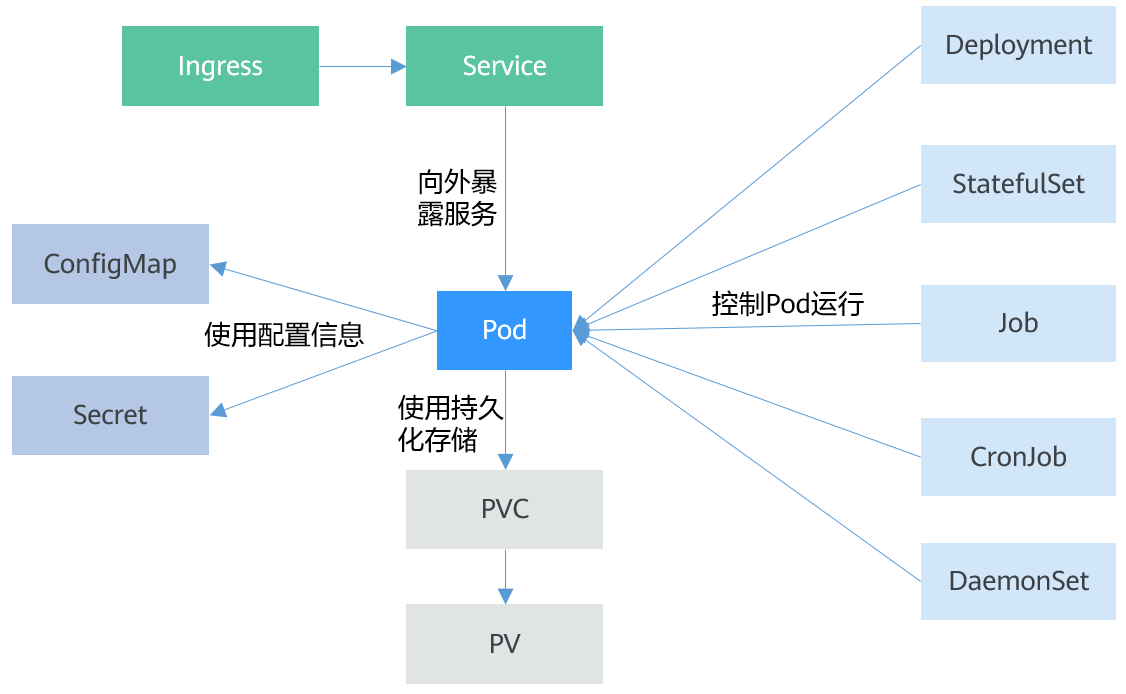 Ingress
Service
Deployment
向外暴
露服务
StatefulSet
ConfigMap
使用配置信息
Secret
Pod
控制Pod运行
Job
使用持久
化存储
CronJob
PVC
DaemonSet
PV